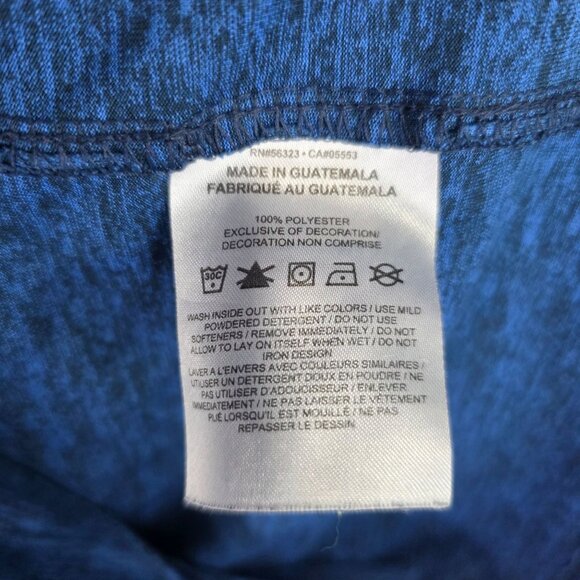 RN#56323 • CA#05553
MADE IN GUATEMALA
FABRIQUÉ AU GUATEMALA
100% POLYESTER
EXCLUSIVE OF DECORATION/
DECORATION NON COMPRISE
30C
WASH INSIDE OUT WITH LIKE COLORS / USE MILD
POWDERED DETERGENT / DO NOT USE
SOFTENERS / REMOVE IMMEDIATELY / DO NOT
ALLOW TO LAY ON ITSELF WHEN WET / DO NOT
IRON DESIGN
LAVER A L'ENVERS AVEC COULEURS SIMILAIRES /
UTILISER UN DETERGENT DOUX EN POUDRE / NE
PAS UTILISER D'ADOUCISSEUR / ENLEVER
IMMEDIATEMENT / NE PAS LAISSER LE VÊTEMENT
PLIÉ LORSQU'IL EST MOUILLÉ / NE PAS
REPASSER LE DESSIN